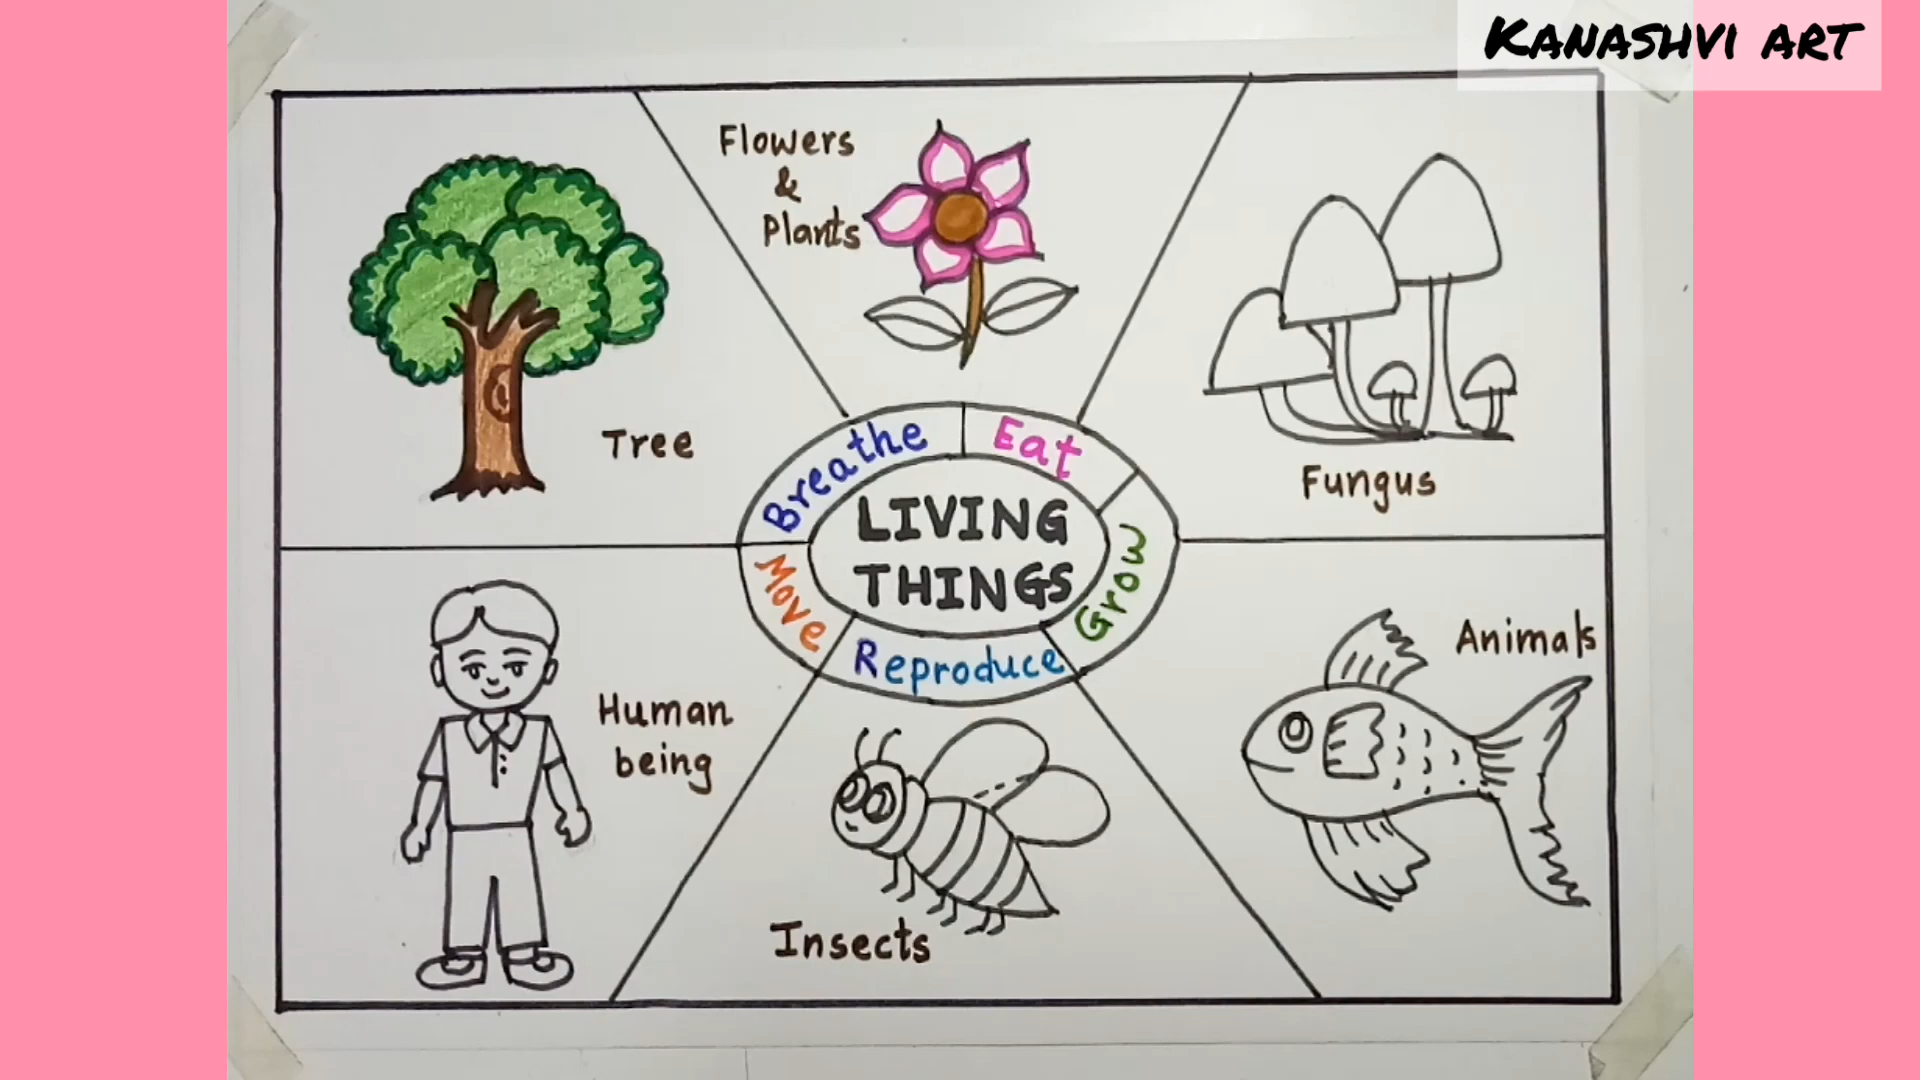 KANASHVI ART
Flowers
&
Plants
Tree
Fungus
Breathe
Eat
Grow
Reproduce
Move
LIVING
THINGS
Human
being
Insects
Animals